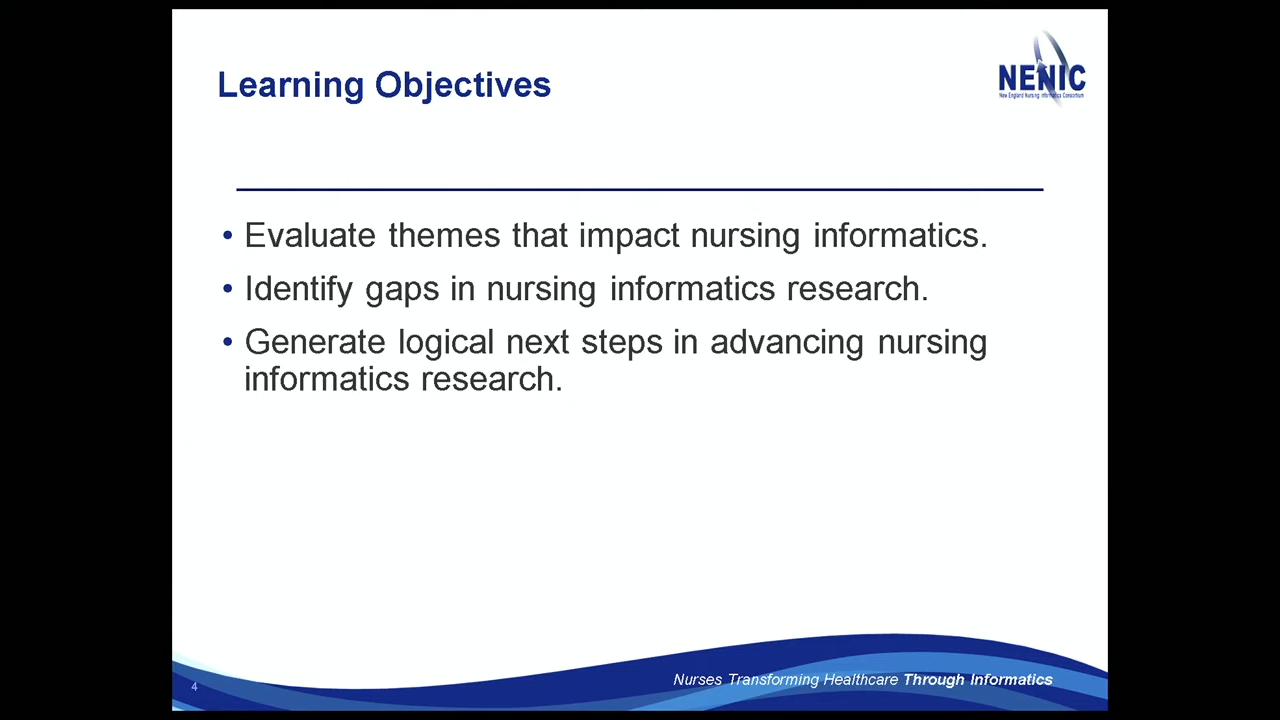 Learning Objectives
NENIC
New England Nursing Informatics Consortium
• Evaluate themes that impact nursing informatics.
• Identify gaps in nursing informatics research.
• Generate logical next steps in advancing nursing
informatics research.
4
Nurses Transforming Healthcare Through Informatics